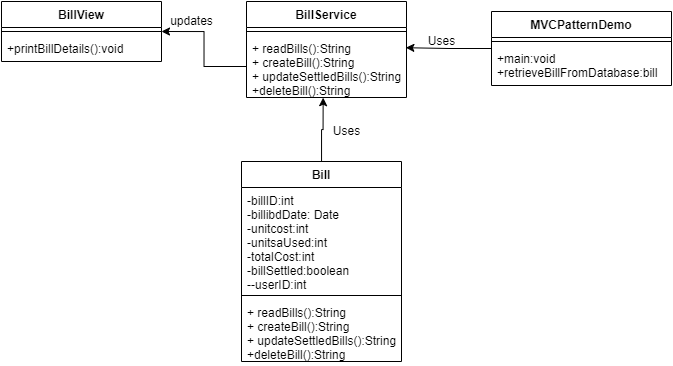 BillView
+printBillDetails():void
updates
BillService
+ readBills():String
+ createBill():String
+ updateSettledBills():String
+deleteBill():String
Uses
MVCPatternDemo
+main:void
+retrieveBillFromDatabase:bill
Uses
Bill
-billID:int
-billibdDate: Date
-unitcost:int
-unitsaUsed:int
-totalCost:int
-billSettled:boolean
--userID:int
+ readBills():String
+ createBill():String
+ updateSettledBills():String
+deleteBill():String